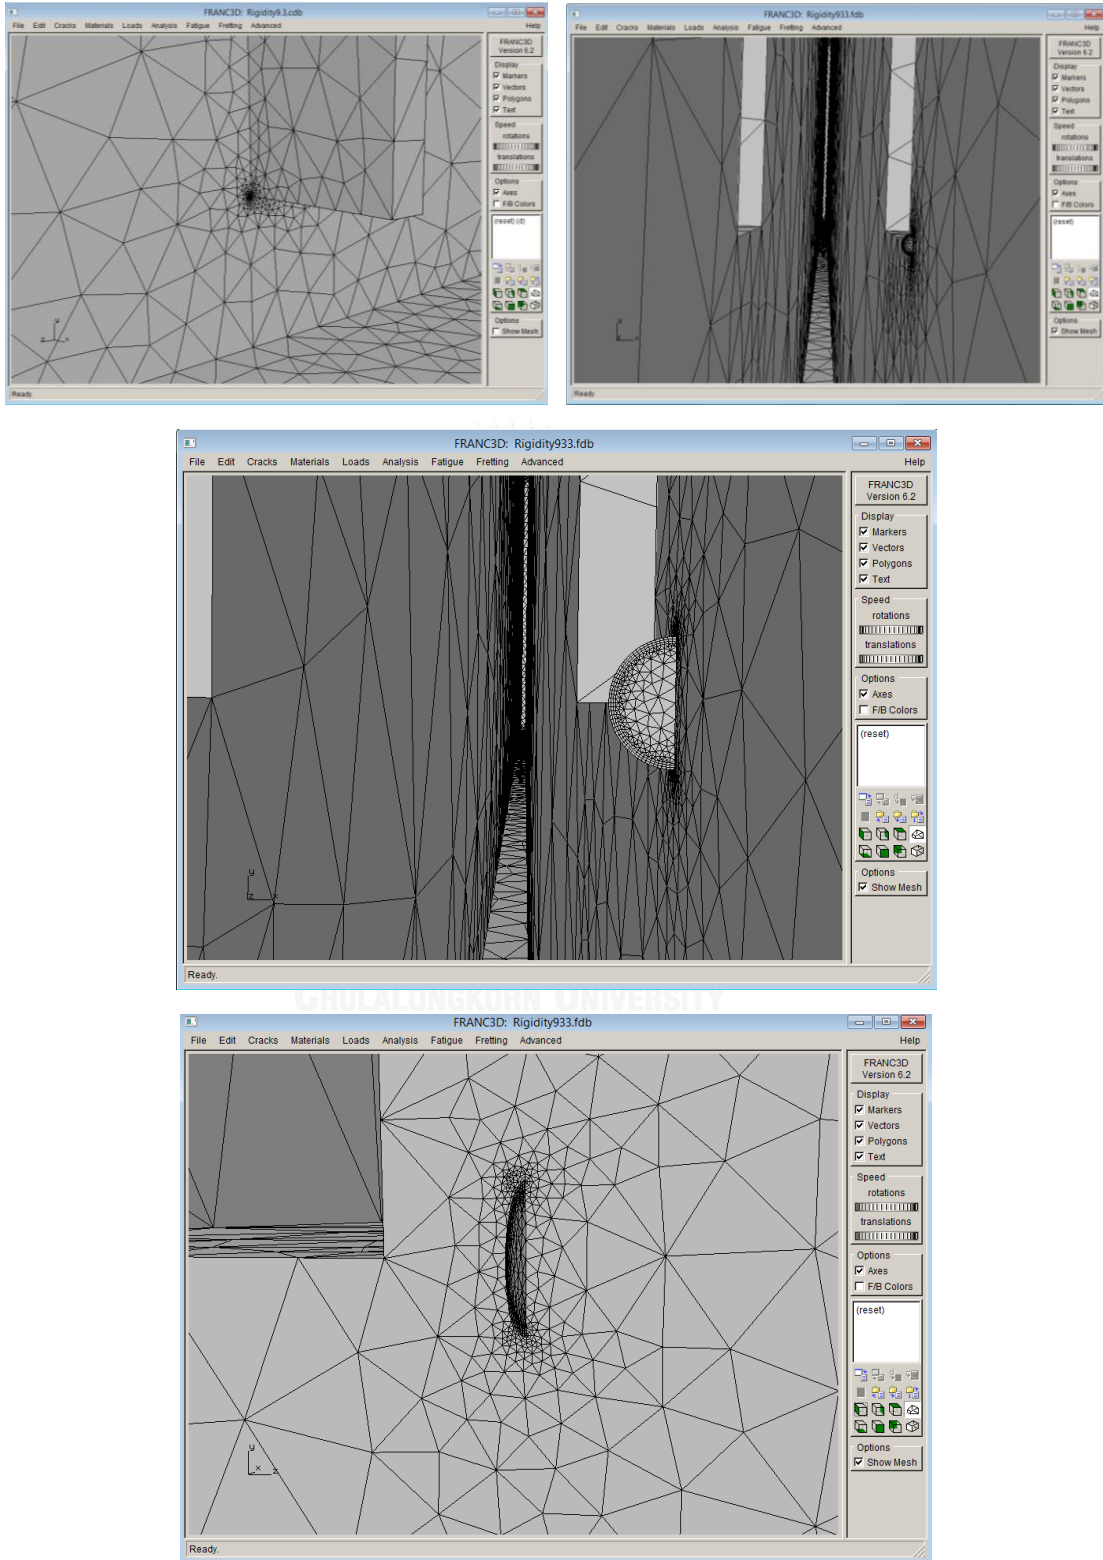 FRANC3D: Rigidity9.3.cdb
File Edit Cracks Materials Loads Analysis Fatigue Fretting Advanced Help
FRANC3D
Version 6.2
Display
Markers
Vectors
Polygons
Text
Speed
rotations
translations
Options
Axes
F/B Colors
(reset) (d)
Options
Show Mesh
y
z x
Ready.
FRANC3D: Rigidity933.fdb
File Edit Cracks Materials Loads Analysis Fatigue Fretting Advanced Help
FRANC3D
Version 6.2
Display
Markers
Vectors
Polygons
Text
Speed
rotations
translations
Options
Axes
F/B Colors
(reset)
Options
Show Mesh
Ready.
FRANC3D: Rigidity933.fdb
File Edit Cracks Materials Loads Analysis Fatigue Fretting Advanced Help
FRANC3D
Version 6.2
Display
Markers
Vectors
Polygons
Text
Speed
rotations
translations
Options
Axes
F/B Colors
(reset)
Options
Show Mesh
y
z x
Ready.
CHULALONGKORN UNIVERSITY
FRANC3D: Rigidity933.fdb
File Edit Cracks Materials Loads Analysis Fatigue Fretting Advanced Help
FRANC3D
Version 6.2
Display
Markers
Vectors
Polygons
Text
Speed
rotations
translations
Options
Axes
F/B Colors
(reset)
Options
Show Mesh
y
x z
Ready.